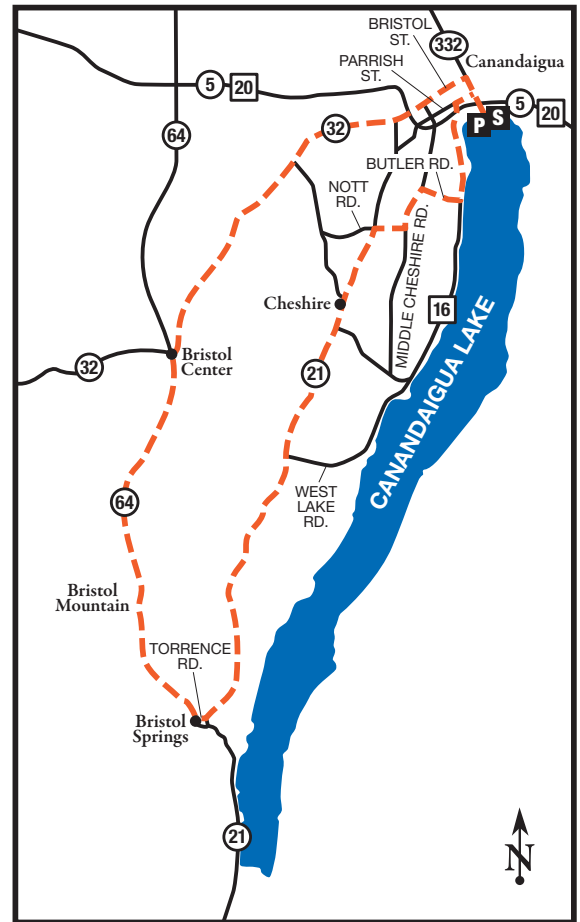 BRISTOL
ST.
332
Canandaigua
PARRISH
ST.
5
20
5
20
P
S
64
32
BUTLER RD.
NOTT
RD.
MIDDLE CHESHIRE RD.
Cheshire
16
Bristol
Center
32
21
CANANDAIGUA LAKE
WEST
LAKE
RD.
64
Bristol
Mountain
TORRENCE
RD.
Bristol
Springs
21
N